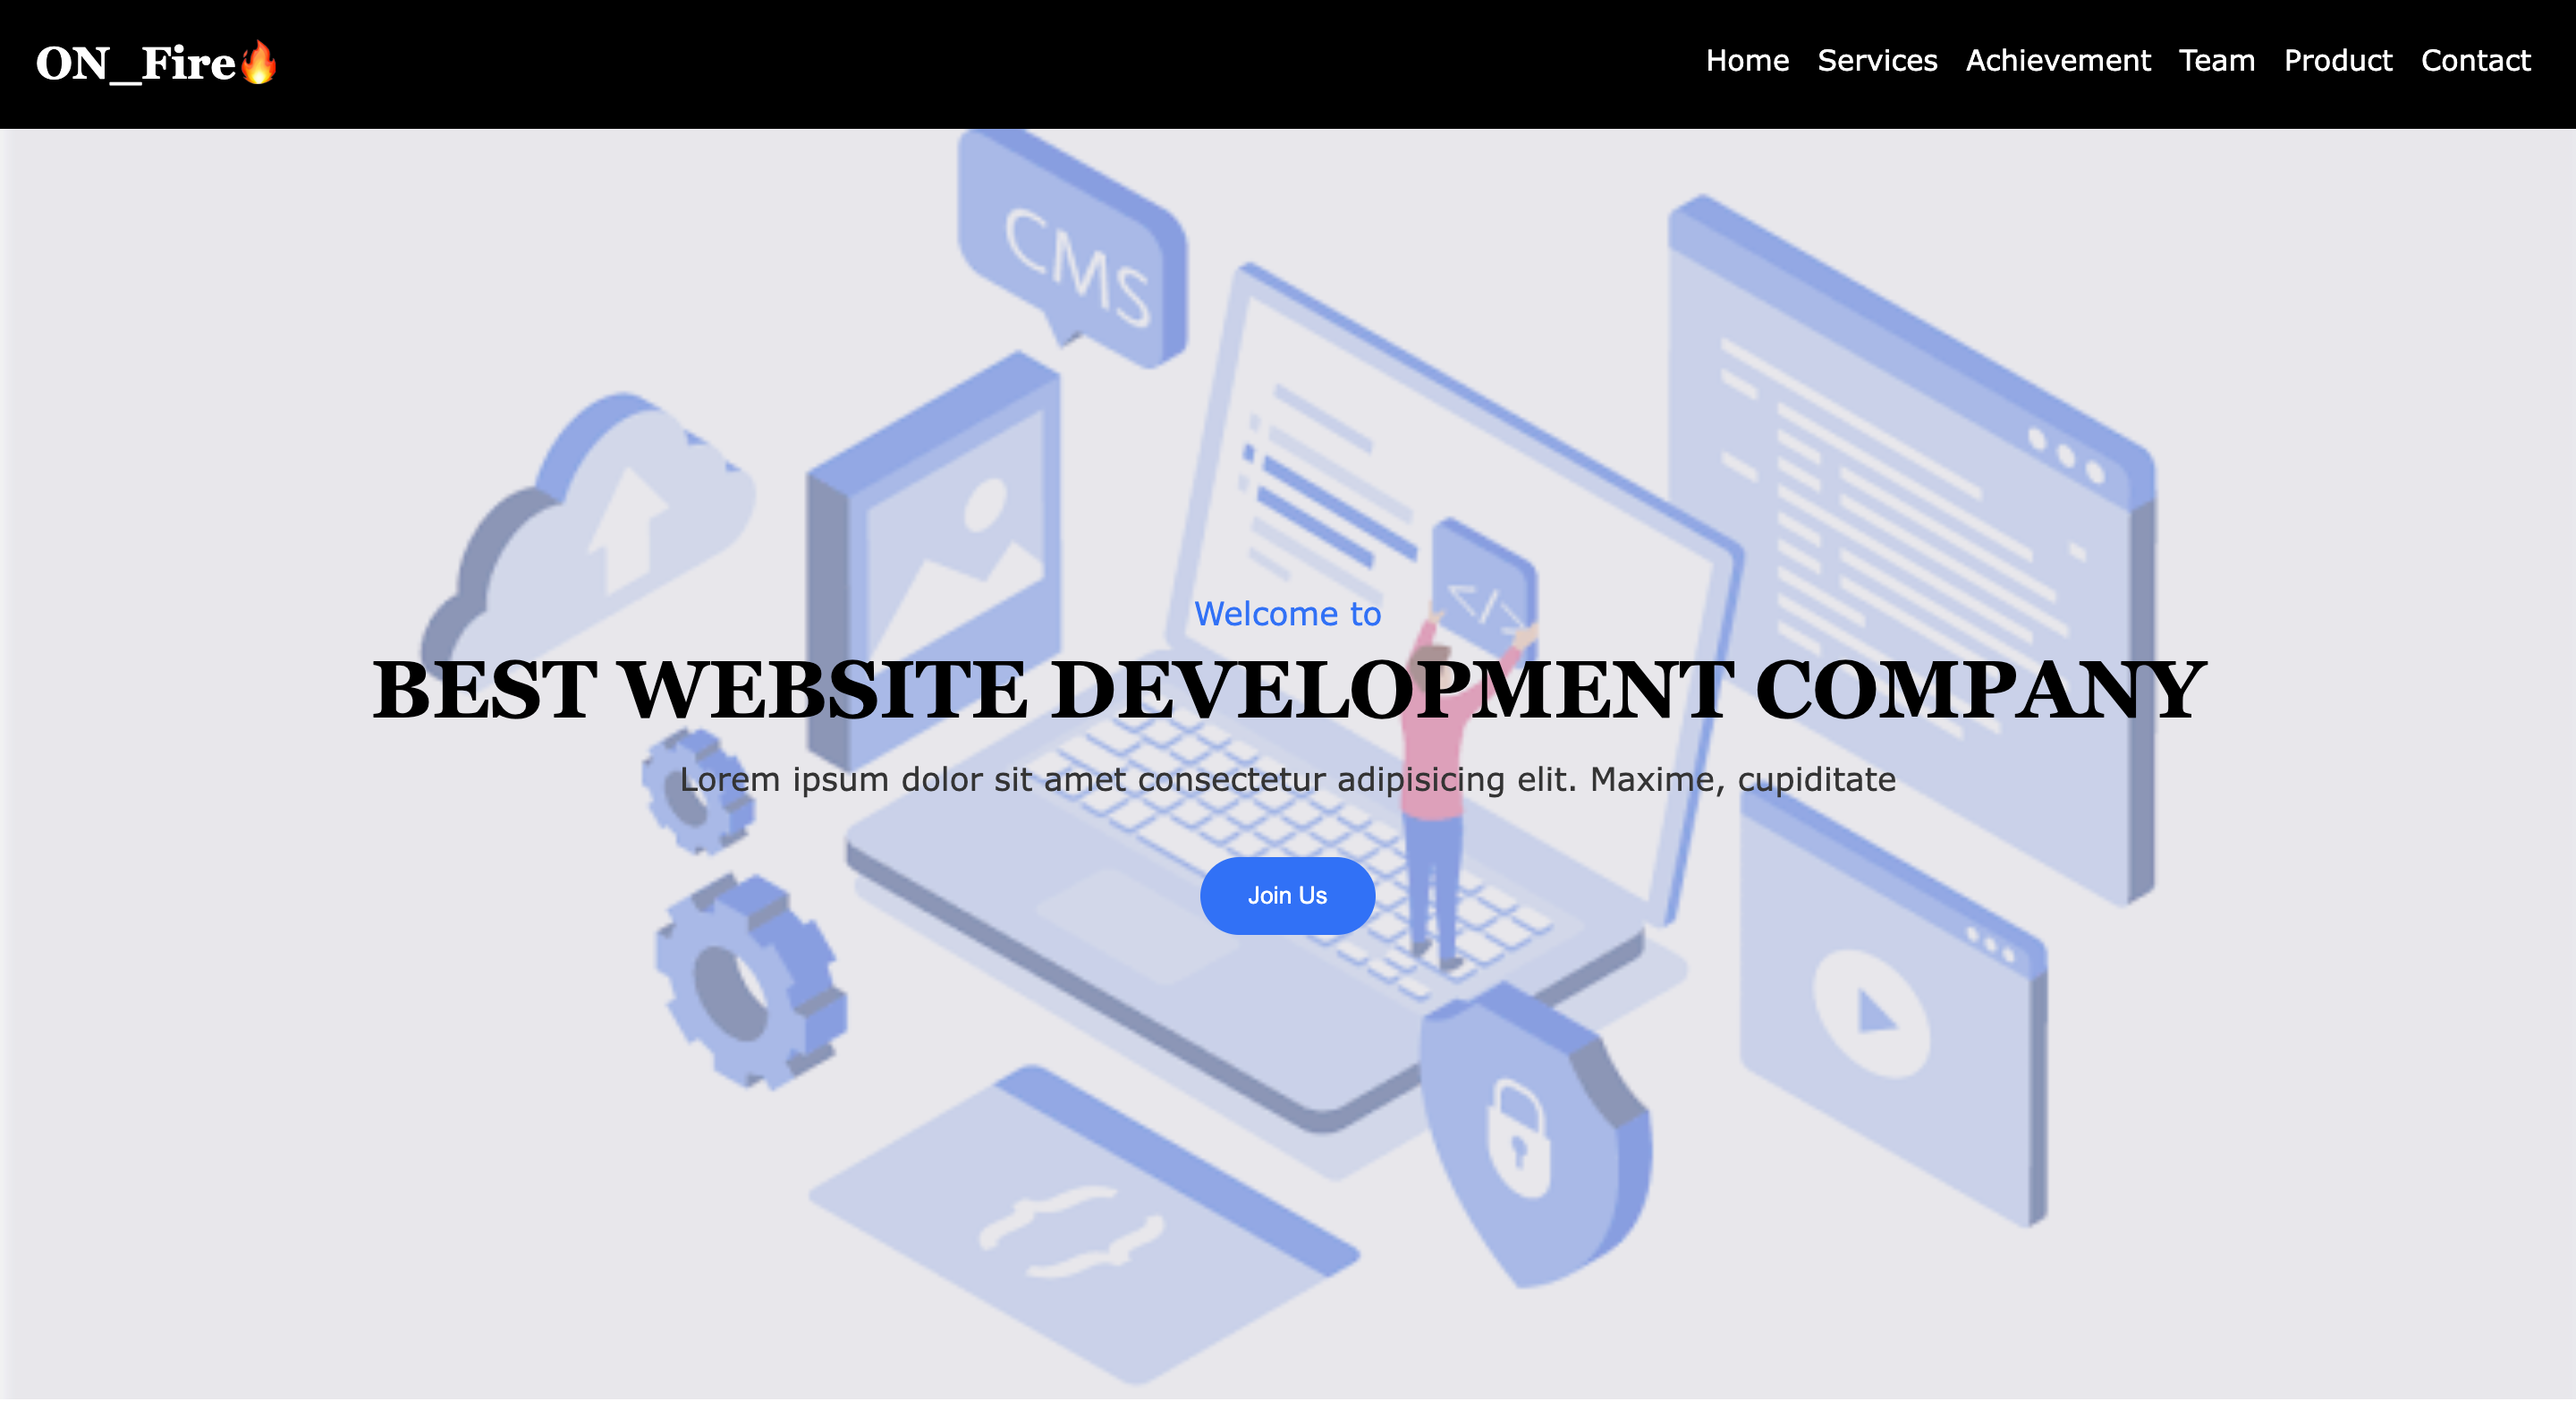 ON_Fire🔥
Home Services Achievement Team Product Contact
CMS
</>
Welcome to
BEST WEBSITE DEVELOPMENT COMPANY
Lorem ipsum dolor sit amet consectetur adipisicing elit. Maxime, cupiditate
Join Us
{}